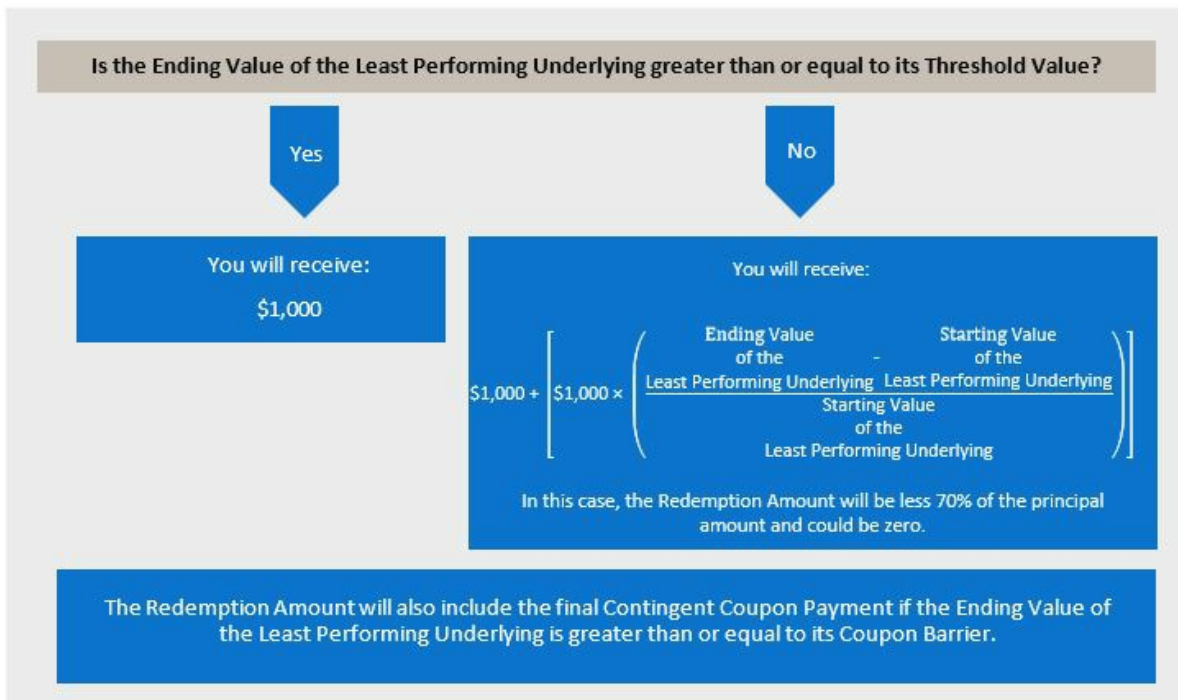 Is the Ending Value of the Least Performing Underlying greater than or equal to its Threshold Value?
Yes
No
You will receive:
$1,000
You will receive:
Ending Value Starting Value
of the - of the
Least Performing Underlying Least Performing Underlying
$1,000 + [$1,000 × ( )]
Starting Value
of the
Least Performing Underlying
In this case, the Redemption Amount will be less 70% of the principal
amount and could be zero.
The Redemption Amount will also include the final Contingent Coupon Payment if the Ending Value of
the Least Performing Underlying is greater than or equal to its Coupon Barrier.